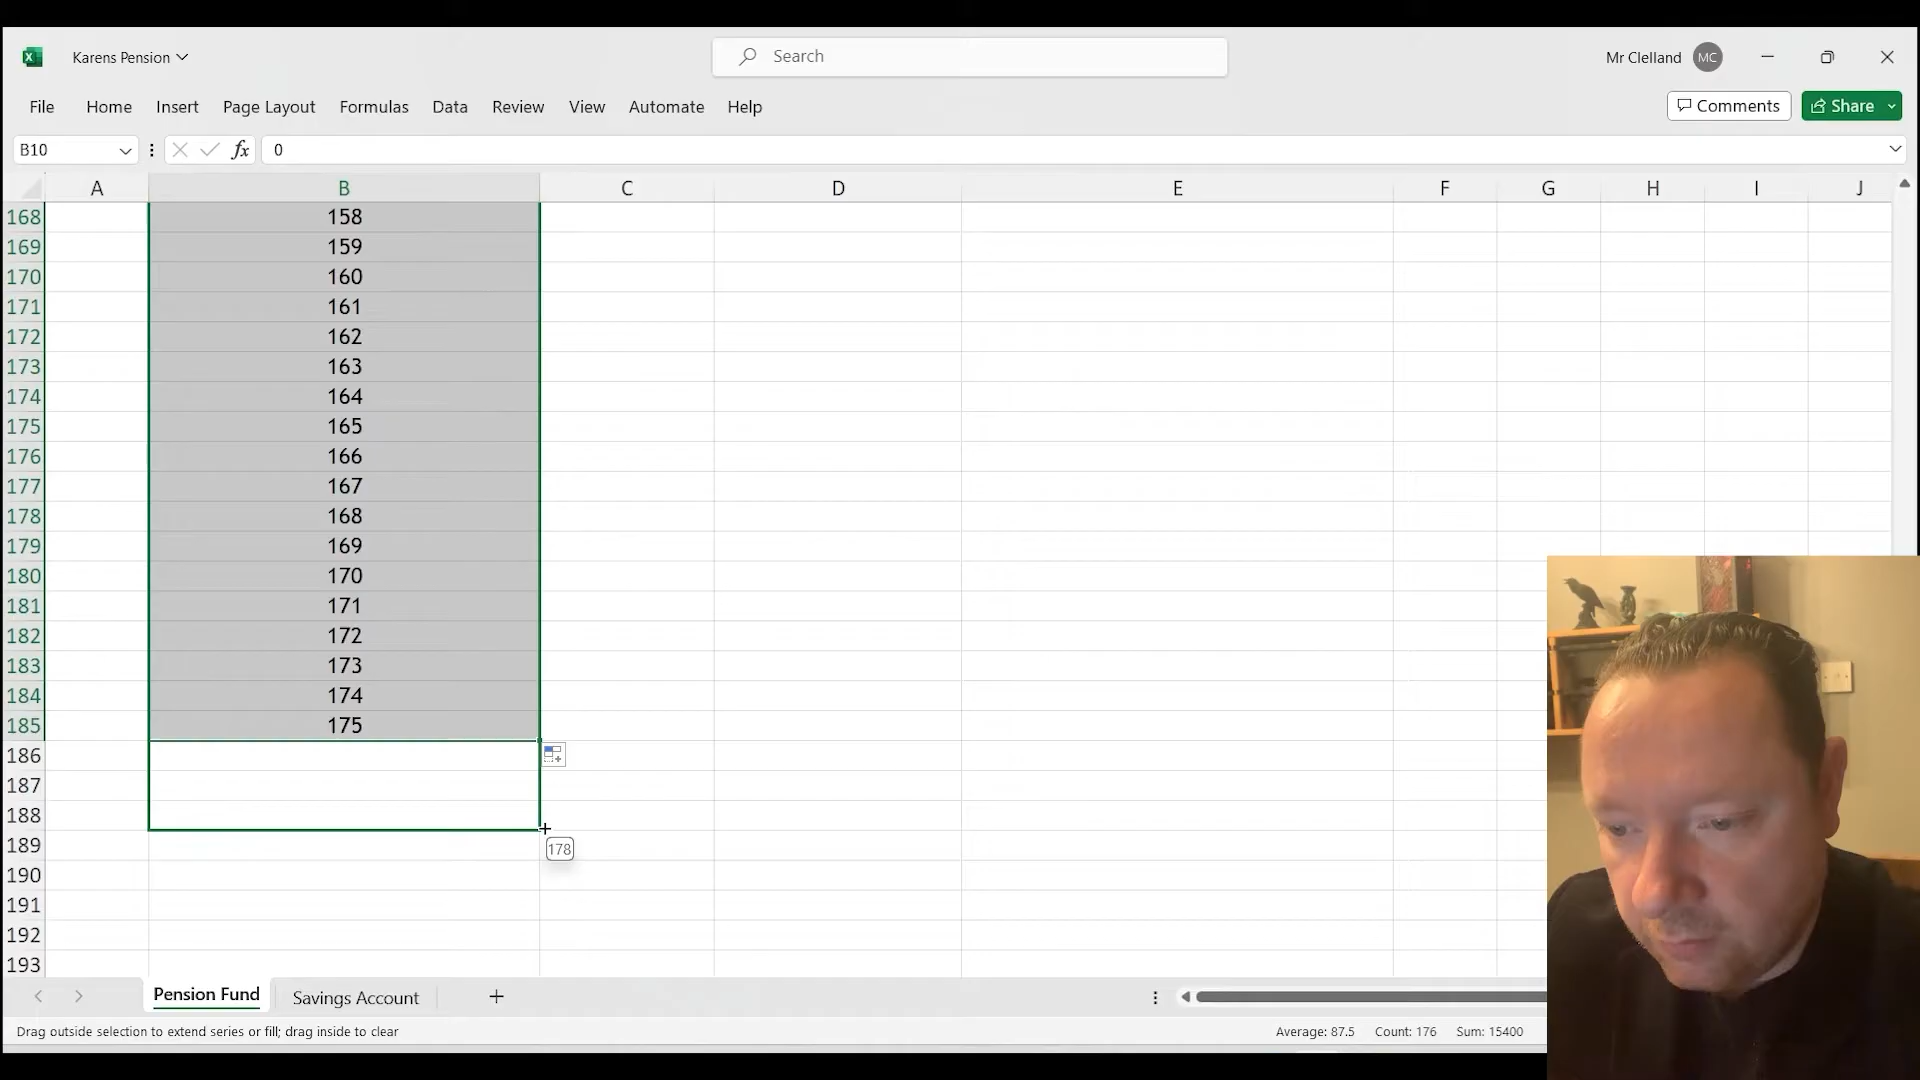 Karens Pension
Search
Mr Clelland MC
File Home Insert Page Layout Formulas Data Review View Automate Help
Comments Share
B10 fx 0
A B C D E F G H I J
168 158
169 159
170 160
171 161
172 162
173 163
174 164
175 165
176 166
177 167
178 168
179 169
180 170
181 171
182 172
183 173
184 174
185 175
186
187
188
189 178
190
191
192
193
Pension Fund Savings Account
Drag outside selection to extend series or fill; drag inside to clear Average: 87.5 Count: 176 Sum: 15400